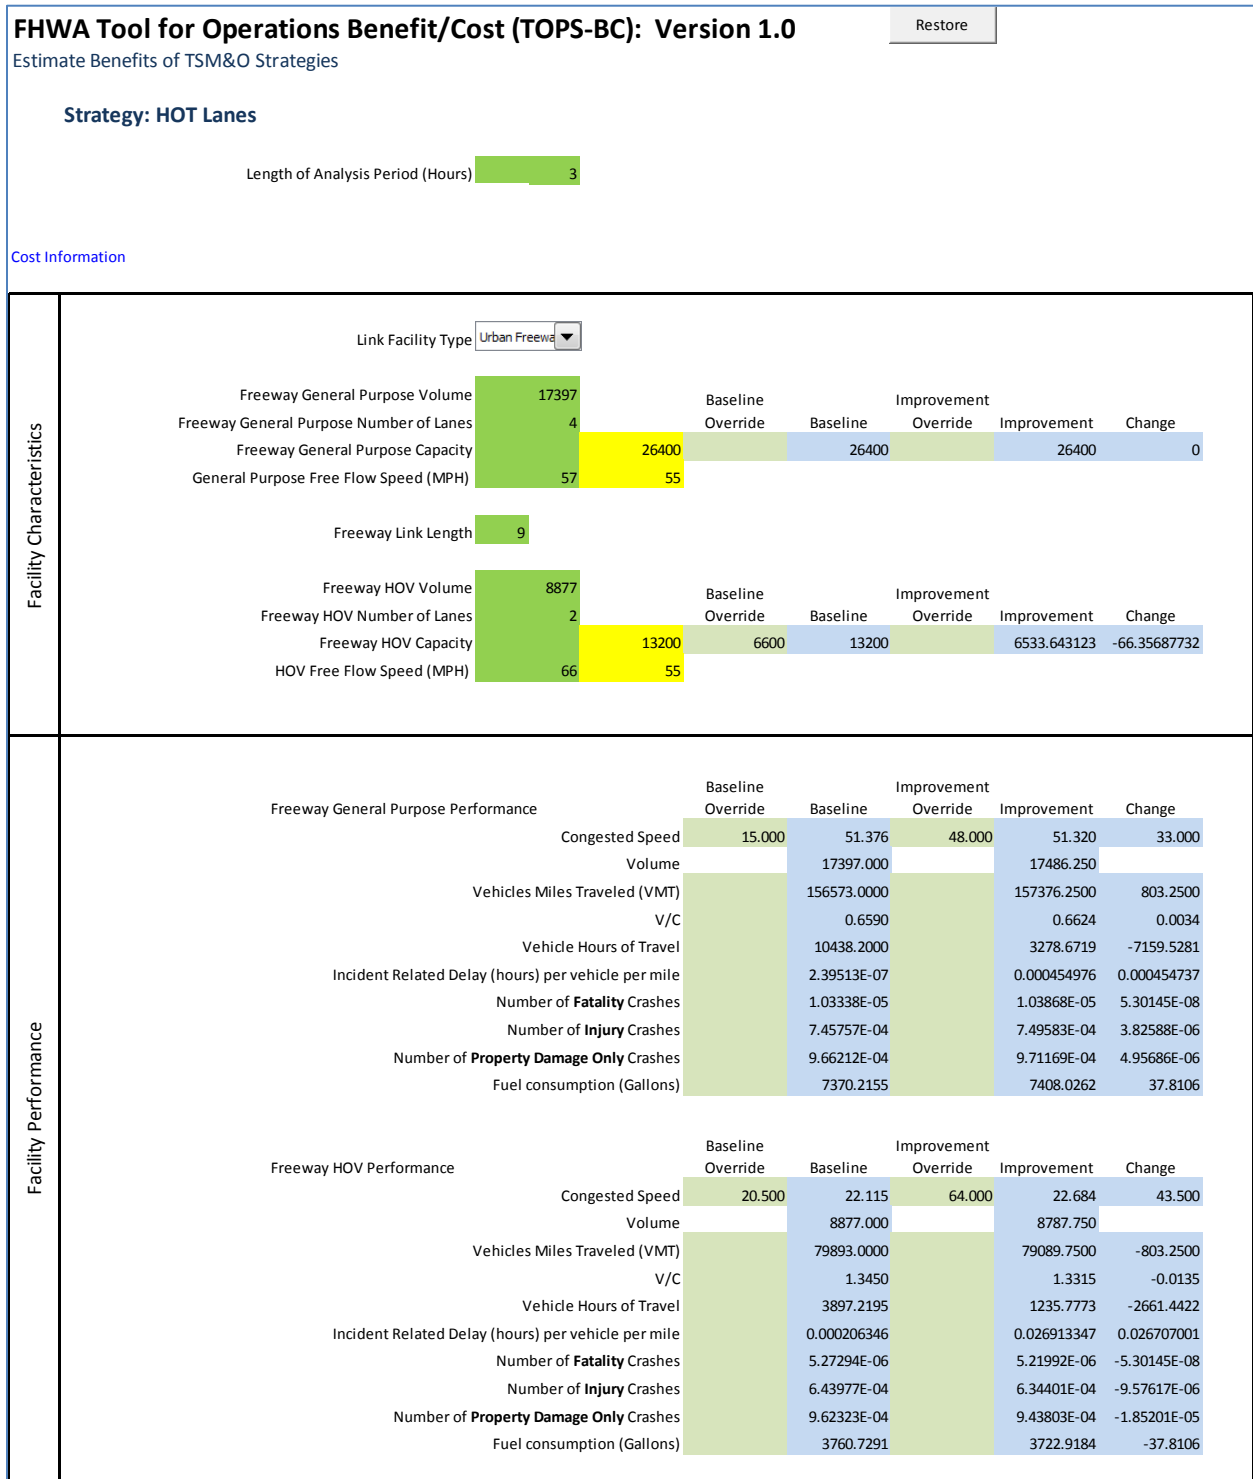 FHWA Tool for Operations Benefit/Cost (TOPS-BC): Version 1.0 Restore
Estimate Benefits of TSM&O Strategies
Strategy: HOT Lanes
Length of Analysis Period (Hours) 3
Cost Information
Facility Characteristics
Link Facility Type Urban Freewa
Freeway General Purpose Volume 17397 Baseline Improvement
Freeway General Purpose Number of Lanes 4 Override Baseline Override Improvement Change
Freeway General Purpose Capacity 26400 26400 26400 0
General Purpose Free Flow Speed (MPH) 57 55
Freeway Link Length 9
Freeway HOV Volume 8877 Baseline Improvement
Freeway HOV Number of Lanes 2 Override Baseline Override Improvement Change
Freeway HOV Capacity 13200 6600 13200 6533.643123 -66.35687732
HOV Free Flow Speed (MPH) 66 55
Facility Performance
Baseline Improvement
Freeway General Purpose Performance Override Baseline Override Improvement Change
Congested Speed 15.000 51.376 48.000 51.320 33.000
Volume 17397.000 17486.250
Vehicles Miles Traveled (VMT) 156573.0000 157376.2500 803.2500
V/C 0.6590 0.6624 0.0034
Vehicle Hours of Travel 10438.2000 3278.6719 -7159.5281
Incident Related Delay (hours) per vehicle per mile 2.39513E-07 0.000454976 0.000454737
Number of Fatality Crashes 1.03338E-05 1.03868E-05 5.30145E-08
Number of Injury Crashes 7.45757E-04 7.49583E-04 3.82588E-06
Number of Property Damage Only Crashes 9.66212E-04 9.71169E-04 4.95686E-06
Fuel consumption (Gallons) 7370.2155 7408.0262 37.8106
Baseline Improvement
Freeway HOV Performance Override Baseline Override Improvement Change
Congested Speed 20.500 22.115 64.000 22.684 43.500
Volume 8877.000 8787.750
Vehicles Miles Traveled (VMT) 79893.0000 79089.7500 -803.2500
V/C 1.3450 1.3315 -0.0135
Vehicle Hours of Travel 3897.2195 1235.7773 -2661.4422
Incident Related Delay (hours) per vehicle per mile 0.000206346 0.026913347 0.026707001
Number of Fatality Crashes 5.27294E-06 5.21992E-06 -5.30145E-08
Number of Injury Crashes 6.43977E-04 6.34401E-04 -9.57617E-06
Number of Property Damage Only Crashes 9.62323E-04 9.43803E-04 -1.85201E-05
Fuel consumption (Gallons) 3760.7291 3722.9184 -37.8106